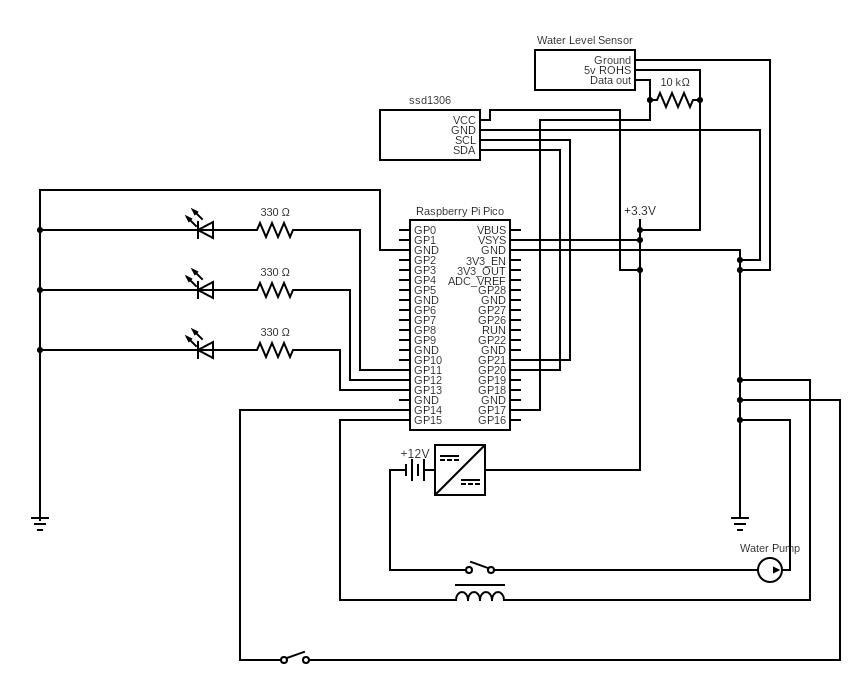 Water Level Sensor
Ground
5v ROHS
Data out
10 kΩ
ssd1306
VCC
GND
SCL
SDA
Raspberry Pi Pico
+3.3V
330 Ω
330 Ω
330 Ω
GP0 VBUS
GP1 VSYS
GND GND
GP2 3V3_EN
GP3 3V3_OUT
GP4 ADC_VREF
GP5 GP28
GND GND
GP6 GP27
GP7 GP26
GP8 RUN
GP9 GP22
GND GND
GP10 GP21
GP11 GP20
GP12 GP19
GP13 GP18
GND GND
GP14 GP17
GP15 GP16
+12V
Water Pump